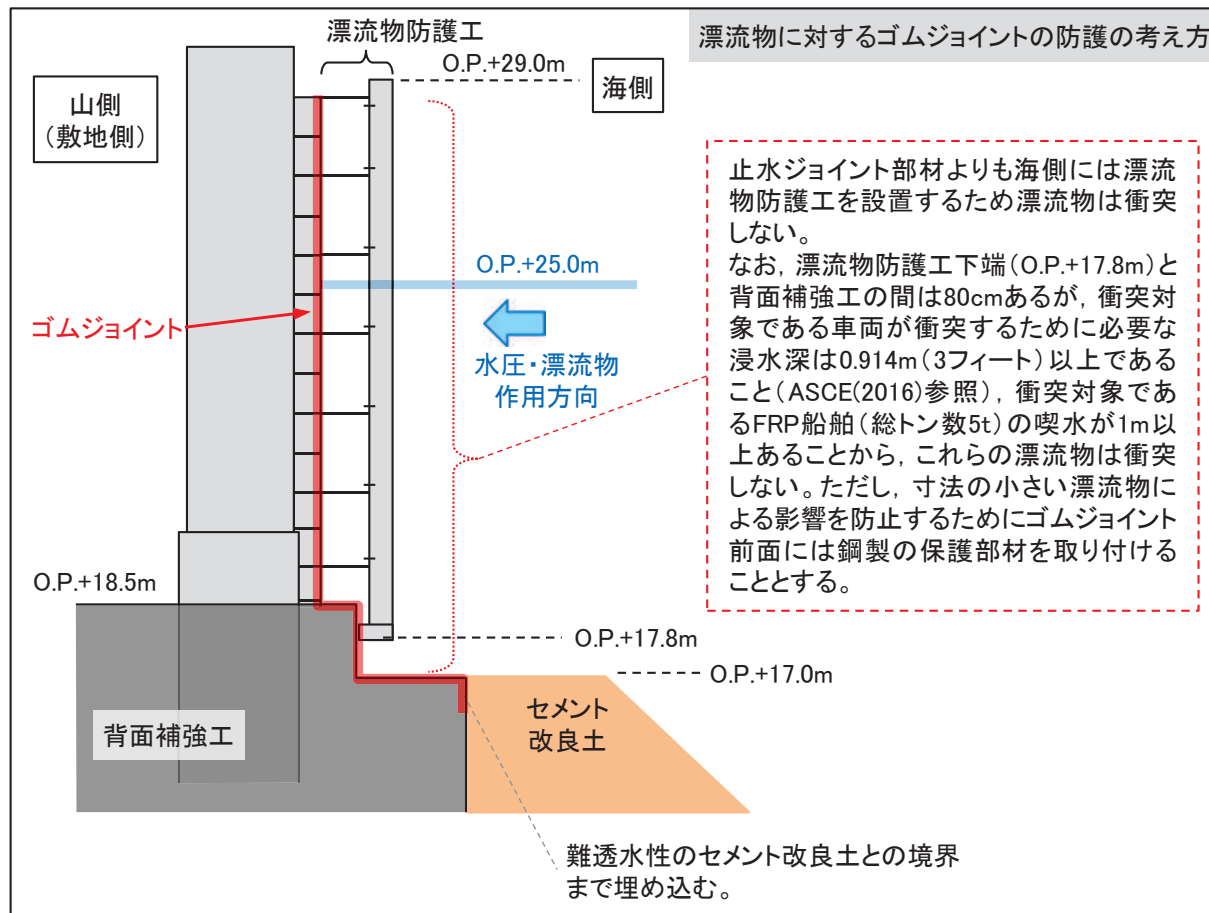 漂流物に対するゴムジョイントの防護の考え方
漂流物防護工
O.P.+29.0m
山側
（敷地側）
海側
止水ジョイント部材よりも海側には漂流
物防護工を設置するため漂流物は衝突
しない。
なお，漂流物防護工下端（O.P.+17.8m）と
背面補強工の間は80cmあるが，衝突対
象である車両が衝突するために必要な
浸水深は0.914m（3フィート）以上である
こと（ASCE(2016)参照），衝突対象であ
るFRP船舶（総トン数5t）の喫水が1m以
上あることから，これらの漂流物は衝突
しない。ただし，寸法の小さい漂流物に
よる影響を防止するためにゴムジョイント
前面には鋼製の保護部材を取り付ける
こととする。
O.P.+25.0m
ゴムジョイント
水圧・漂流物
作用方向
O.P.+18.5m
O.P.+17.8m
O.P.+17.0m
背面補強工
セメント
改良土
難透水性のセメント改良土との境界
まで埋め込む。